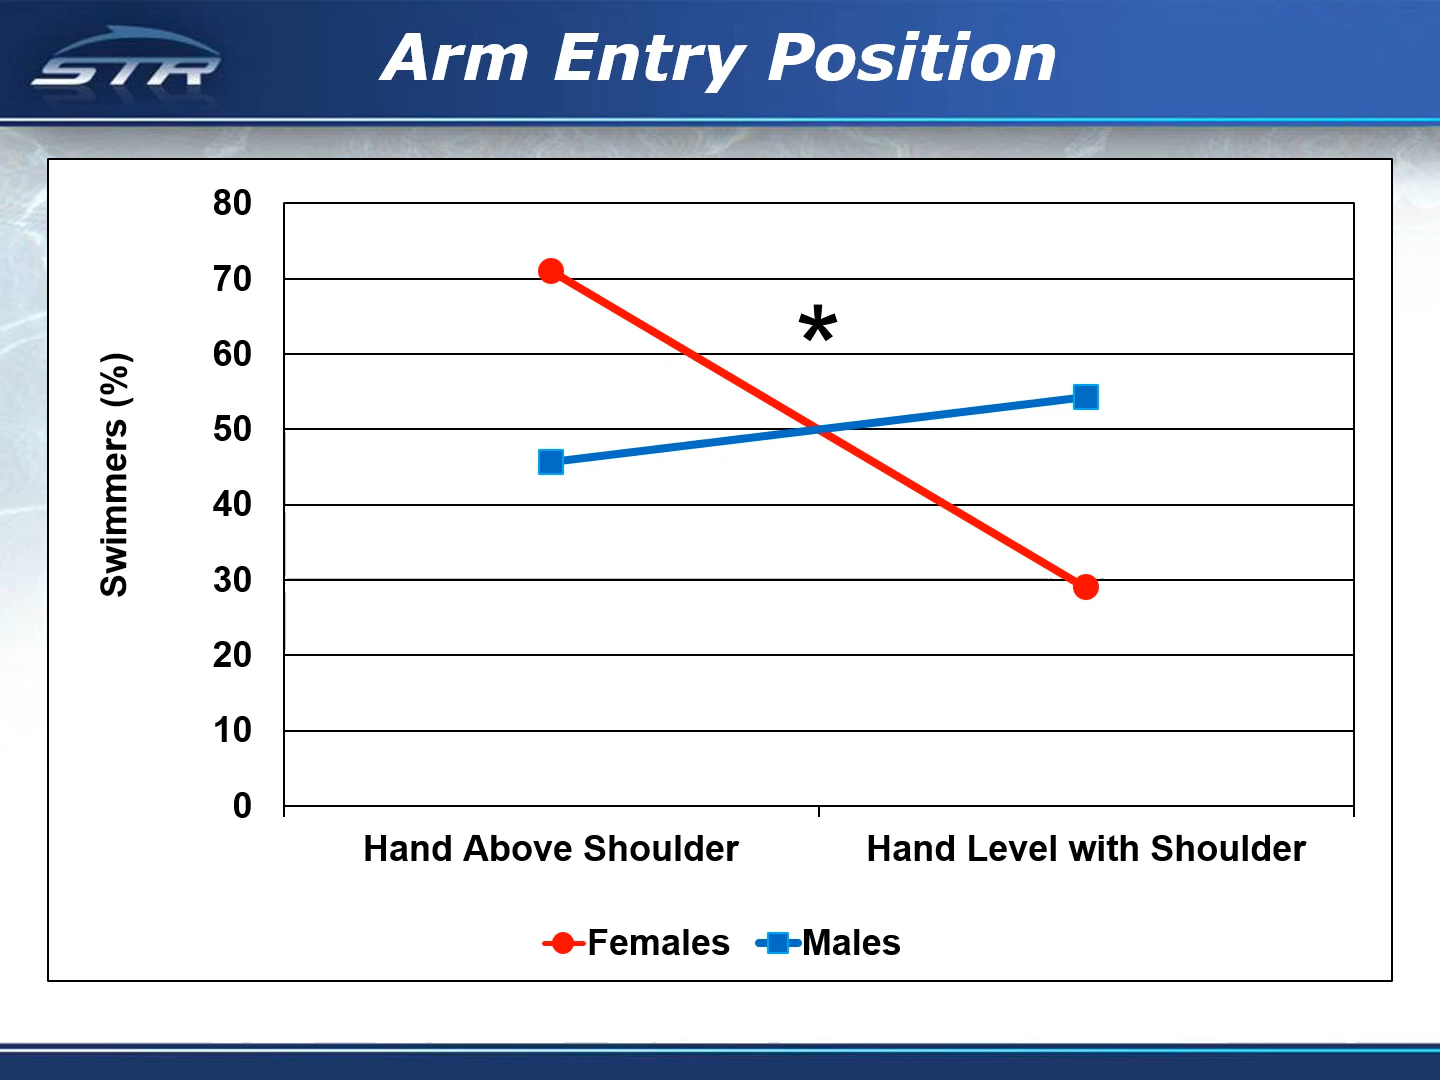 STR
Arm Entry Position
80
70
60
50
40
30
20
10
0
Swimmers (%)
*
Hand Above Shoulder
Hand Level with Shoulder
Females
Males